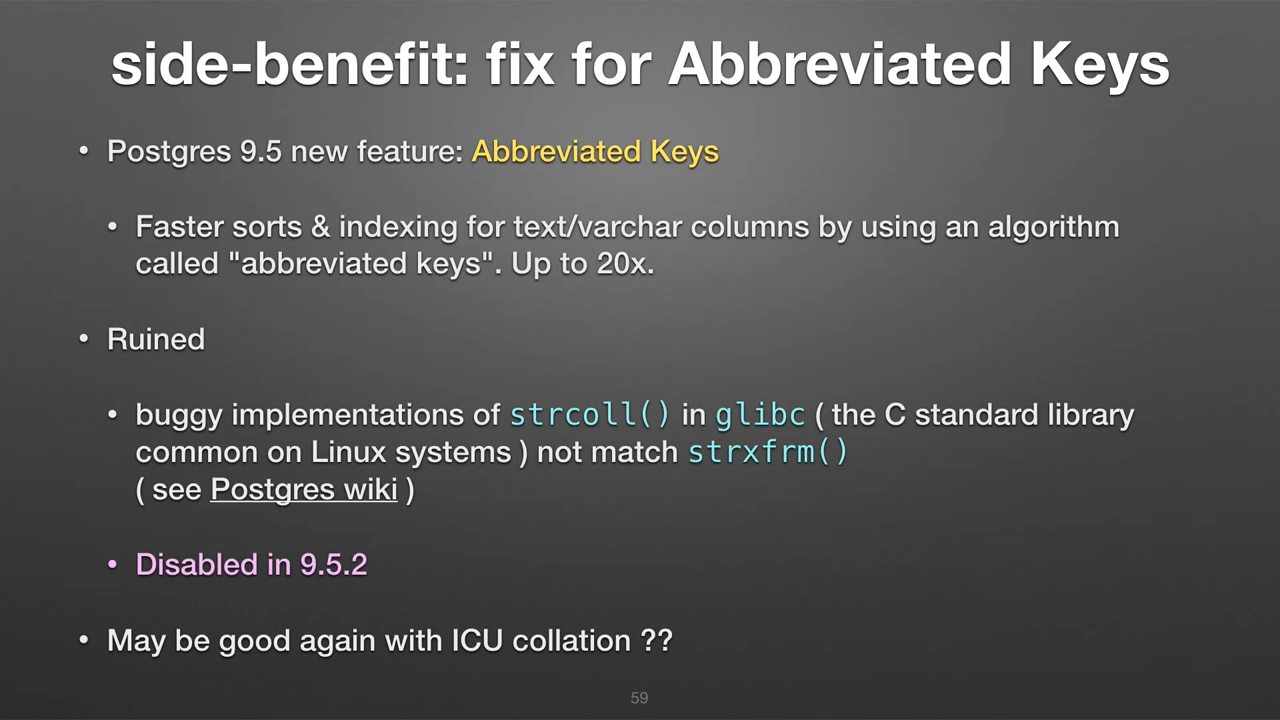 side-benefit: fix for Abbreviated Keys
• Postgres 9.5 new feature: Abbreviated Keys
• Faster sorts & indexing for text/varchar columns by using an algorithm
called "abbreviated keys". Up to 20x.
• Ruined
• buggy implementations of strcoll() in glibc ( the C standard library
common on Linux systems ) not match strxfrm()
( see Postgres wiki )
• Disabled in 9.5.2
• May be good again with ICU collation ??
59